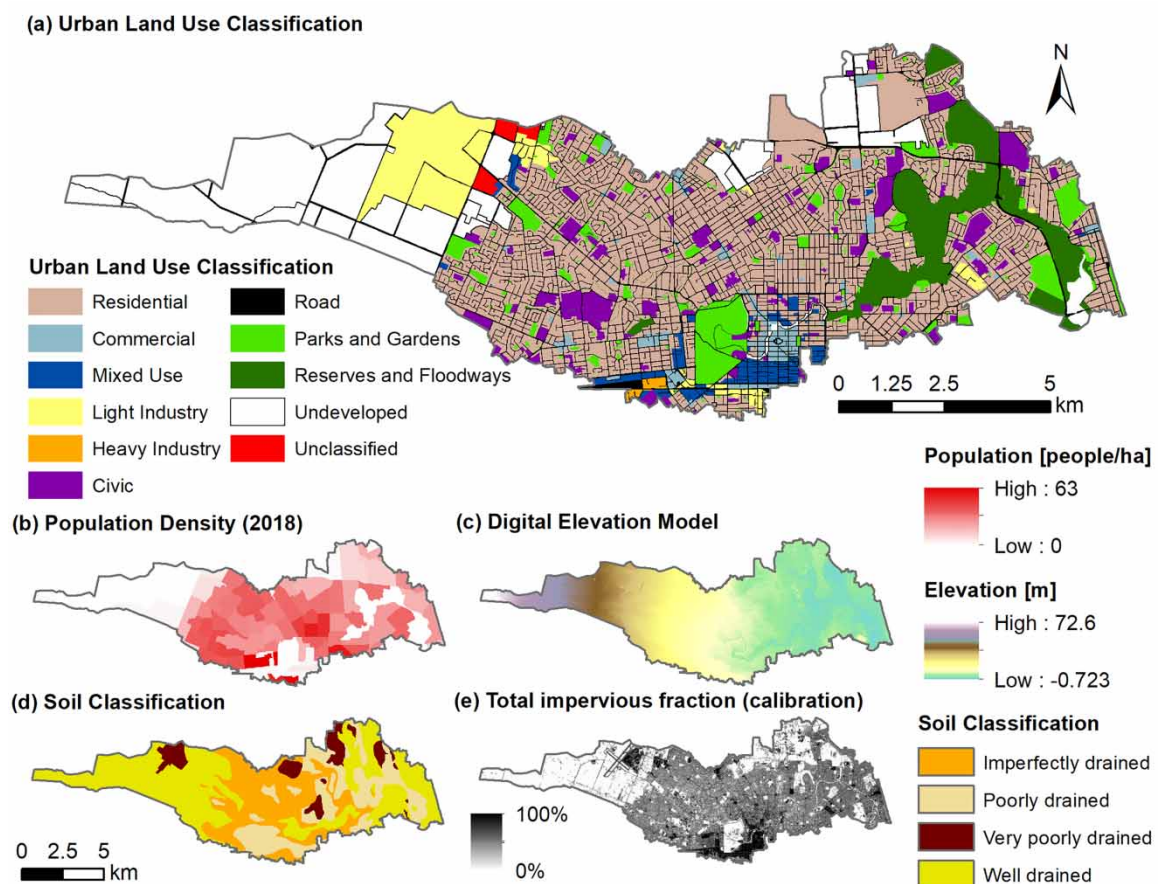 (a) Urban Land Use Classification
N
Urban Land Use Classification
Residential
Commercial
Mixed Use
Light Industry
Heavy Industry
Civic
Road
Parks and Gardens
Reserves and Floodways
Undeveloped
Unclassified
0 1.25 2.5 5
km
Population [people/ha]
High : 63
Low : 0
(b) Population Density (2018)
(c) Digital Elevation Model
Elevation [m]
High : 72.6
Low : -0.723
(d) Soil Classification
0 2.5 5
km
(e) Total impervious fraction (calibration)
100%
0%
Soil Classification
Imperfectly drained
Poorly drained
Very poorly drained
Well drained